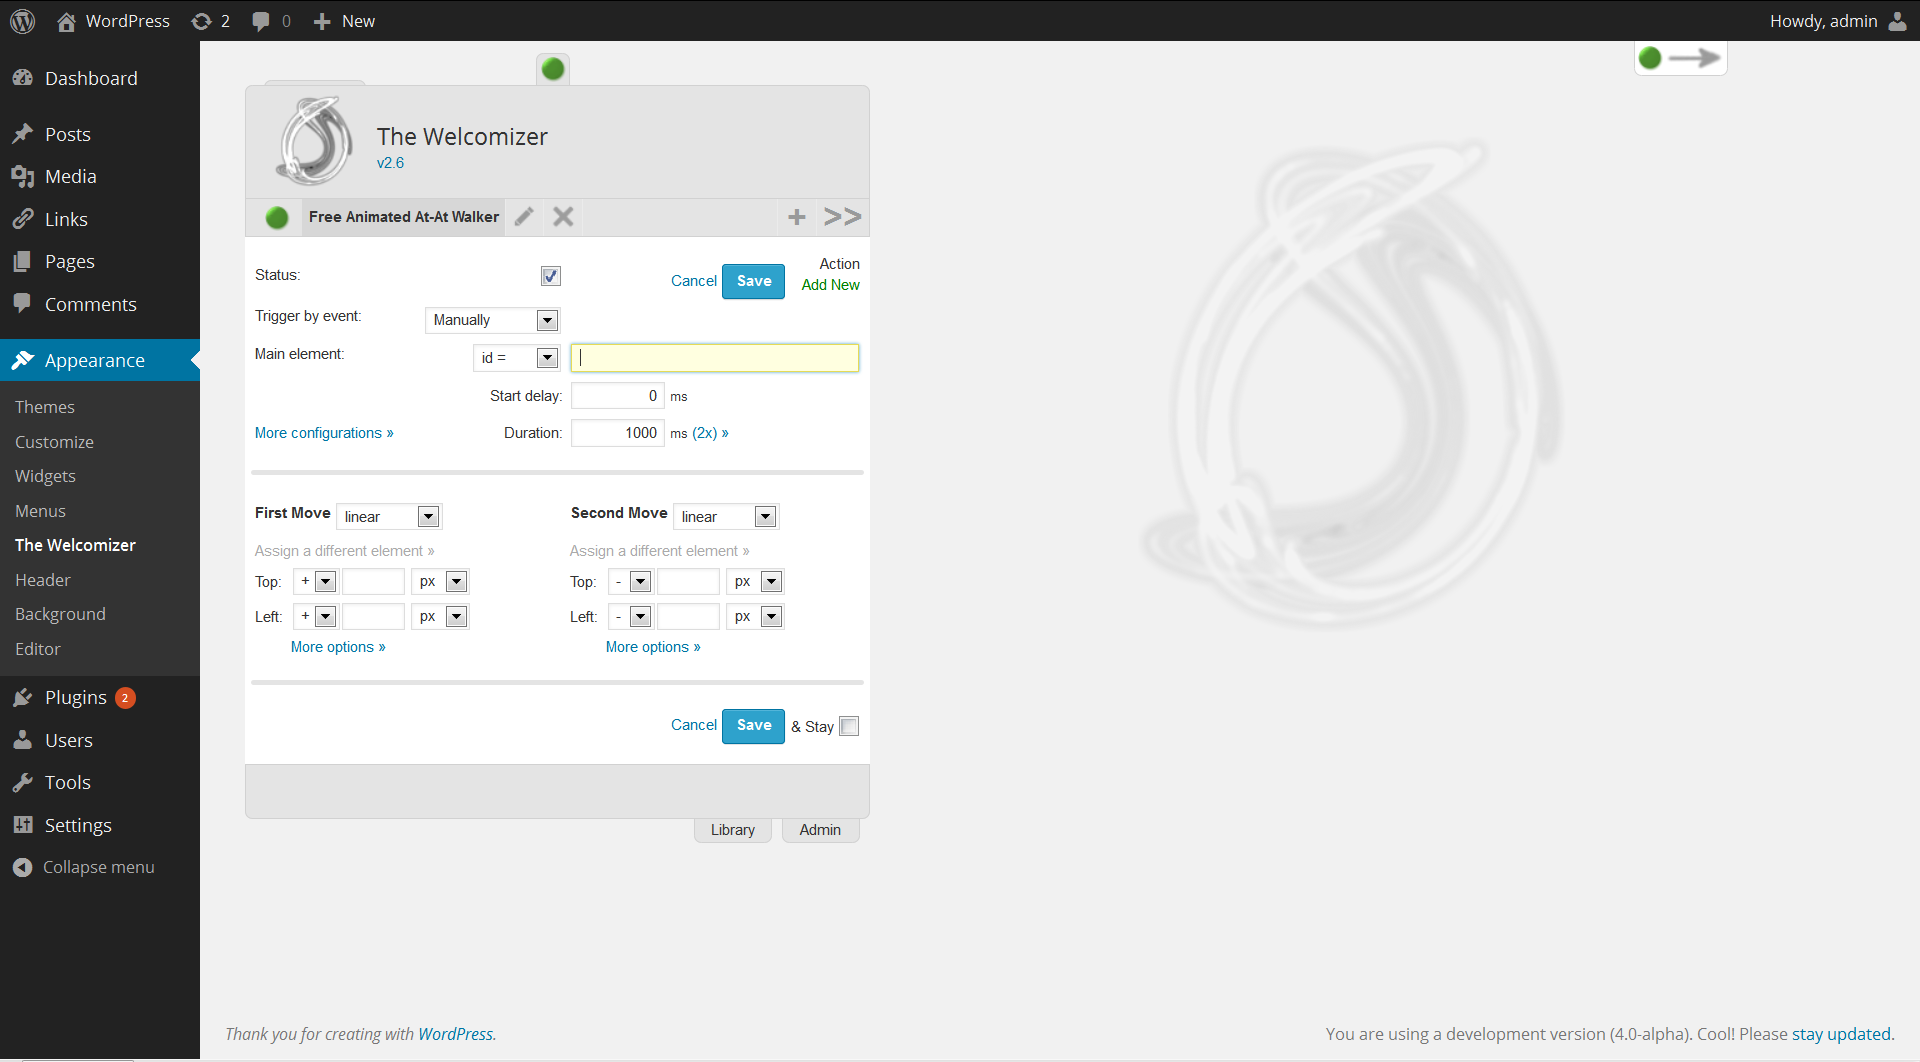 WordPress 2 0 New Howdy, admin
Dashboard
Posts
Media
Links
Pages
Comments
Appearance
Themes
Customize
Widgets
Menus
The Welcomizer
Header
Background
Editor
Plugins 2
Users
Tools
Settings
Collapse menu
The Welcomizer
v2.6
Free Animated At-At Walker + >>
Status: Cancel Save Action
Add New
Trigger by event: Manually
Main element: id =
Start delay: 0 ms
More configurations » Duration: 1000 ms (2x) »
First Move linear Second Move linear
Assign a different element » Assign a different element »
Top: + px Top: - px
Left: + px Left: - px
More options » More options »
Cancel Save & Stay
Library Admin
Thank you for creating with WordPress. You are using a development version (4.0-alpha). Cool! Please stay updated.